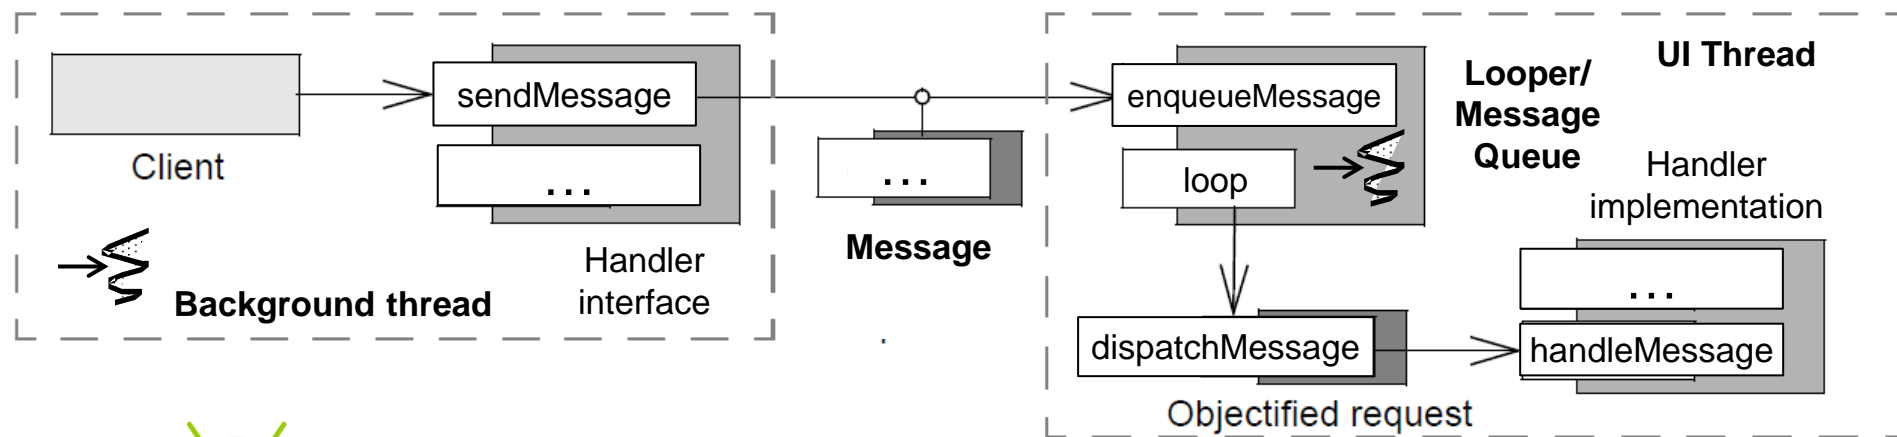 sendMessage
...
Client
Handler
interface
Background thread
...
Message
UI Thread
enqueueMessage
Looper/
Message
Queue
loop
Handler
implementation
...
dispatchMessage
handleMessage
Objectified request